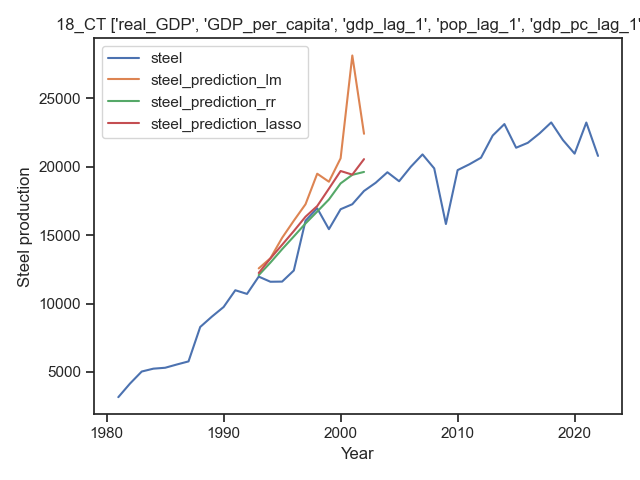 18_CT ['real_GDP', 'GDP_per_capita', 'gdp_lag_1', 'pop_lag_1', 'gdp_pc_lag_1'
steel
steel_prediction_lm
steel_prediction_rr
steel_prediction_lasso
25000
20000
15000
10000
5000
Steel production
1980
1990
2000
2010
2020
Year